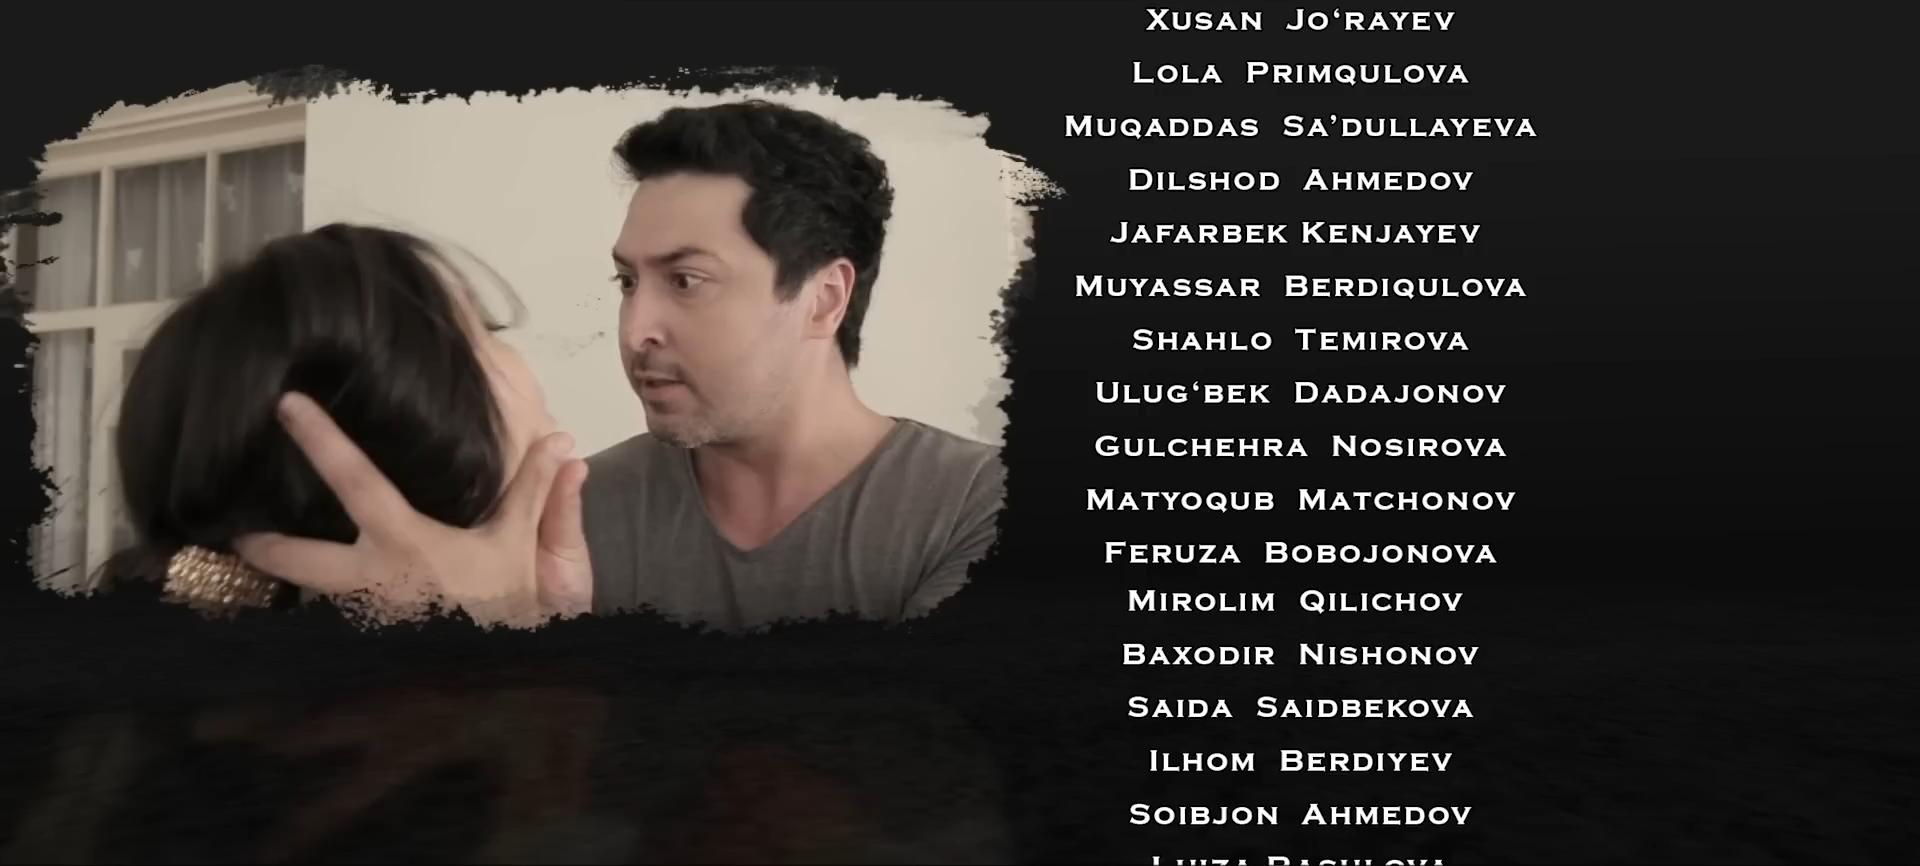 Xusan Jo‘rayev
Lola Primqulova
Muqaddas Sa’dullayeva
Dilshod Ahmedov
Jafarbek Kenjayev
Muyassar Berdiqulova
Shahlo Temirova
Ulug‘bek Dadajonov
Gulchehra Nosirova
Matyoqub Matchonov
Feruza Bobojonova
Mirolim Qilichov
Baxodir Nishonov
Saida Saidbekova
Ilhom Berdiyev
Soibjon Ahmedov